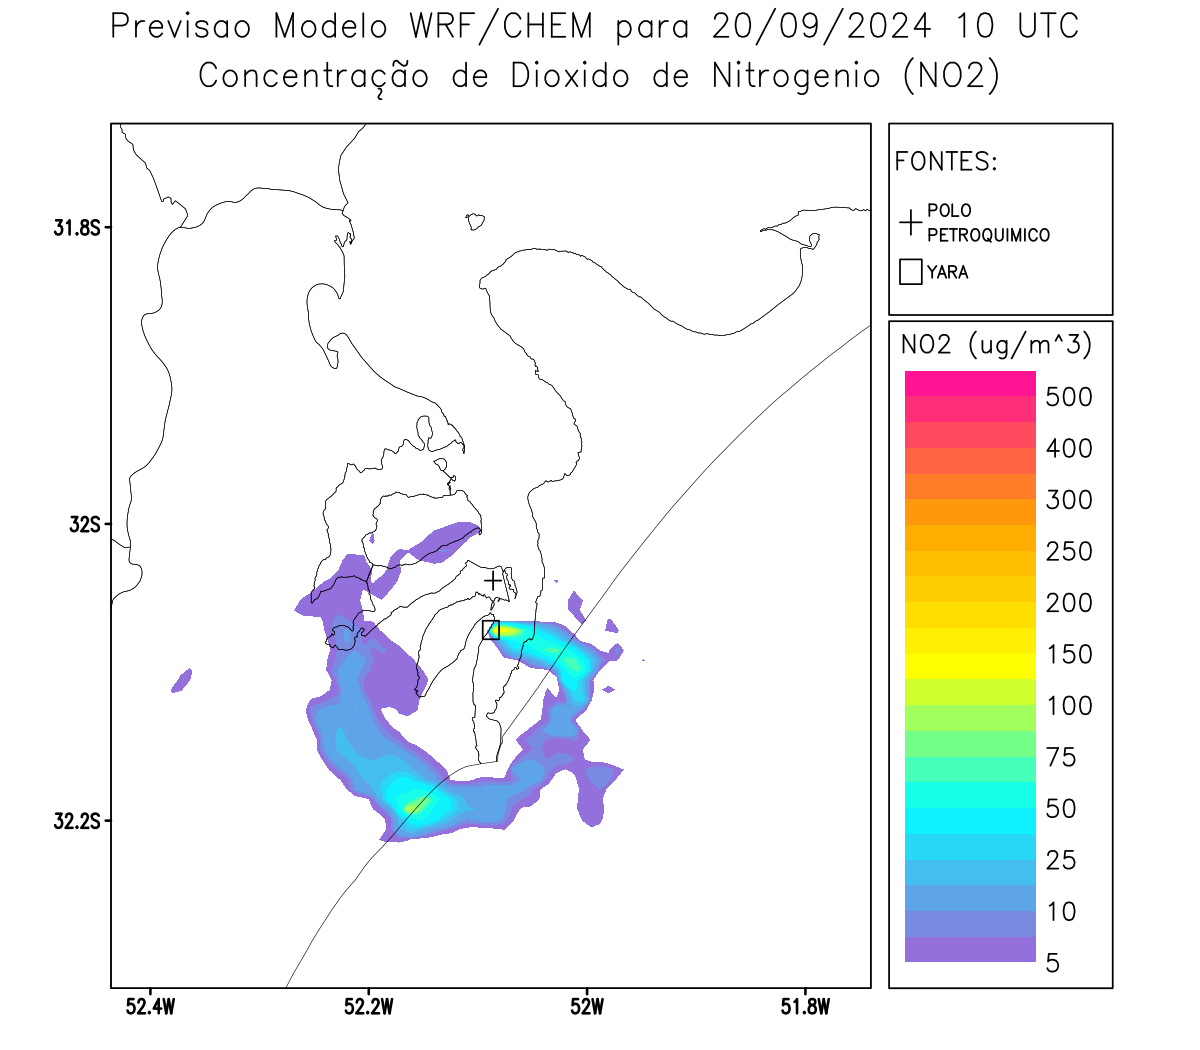 Previsao Modelo WRF/CHEM para 20/09/2024 10 UTC
Concentração de Dioxido de Nitrogenio (NO2)
FONTES:
POLO
PETROQUIMICO
YARA
NO2 (ug/m^3)
500
400
300
250
200
150
100
75
50
25
10
5
31.8S
32S
32.2S
52.4W
52.2W
52W
51.8W